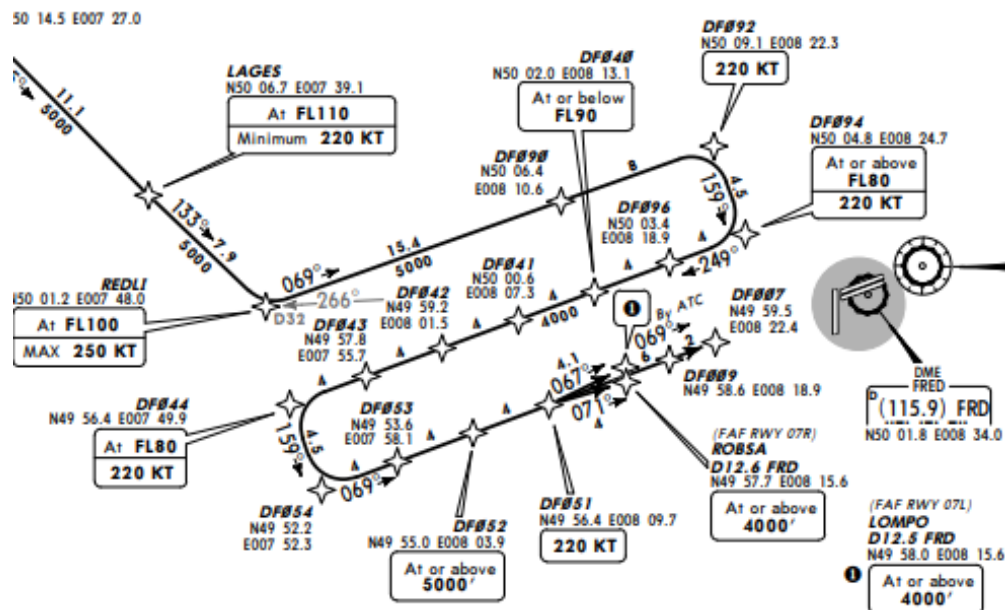 50 14.5 E007 27.0
11.1
5000
LAGES
N50 06.7 E007 39.1
At FL110
Minimum 220 KT
133°
7.9
5000
REDLI
N50 01.2 E007 48.0
At FL100
MAX 250 KT
069°
15.4
5000
266°
D32
DFØ9Ø
N50 06.4
E008 10.6
8
DFØ4Ø
N50 02.0 E008 13.1
At or below
FL90
DFØ92
N50 09.1 E008 22.3
220 KT
4.5
159°
DFØ94
N50 04.8 E008 24.7
At or above
FL80
220 KT
249°
DFØ96
N50 03.4
E008 18.9
4
4
4000
DFØ41
N50 00.6
E008 07.3
4
DFØ42
N49 59.2
E008 01.5
4
DFØ43
N49 57.8
E007 55.7
4
DFØ44
N49 56.4 E007 49.9
At FL80
220 KT
159°
4.5
DFØ54
N49 52.2
E007 52.3
4
069°
DFØ53
N49 53.6
E007 58.1
DFØ52
N49 55.0 E008 03.9
At or above
5000'
4
DFØ51
N49 56.4 E008 09.7
220 KT
4.1
067°
071°
4
By ATC
069°
6
2
DFØØ7
N49 59.5
E008 22.4
DFØØ9
N49 58.6 E008 18.9
(FAF RWY 07R)
ROBSA
D12.6 FRD
N49 57.7 E008 15.6
At or above
4000'
(FAF RWY 07L)
LOMPO
D12.5 FRD
N49 58.0 E008 15.6
At or above
4000'
DME
FRED
D
(115.9) FRD
N50 01.8 E008 34.0